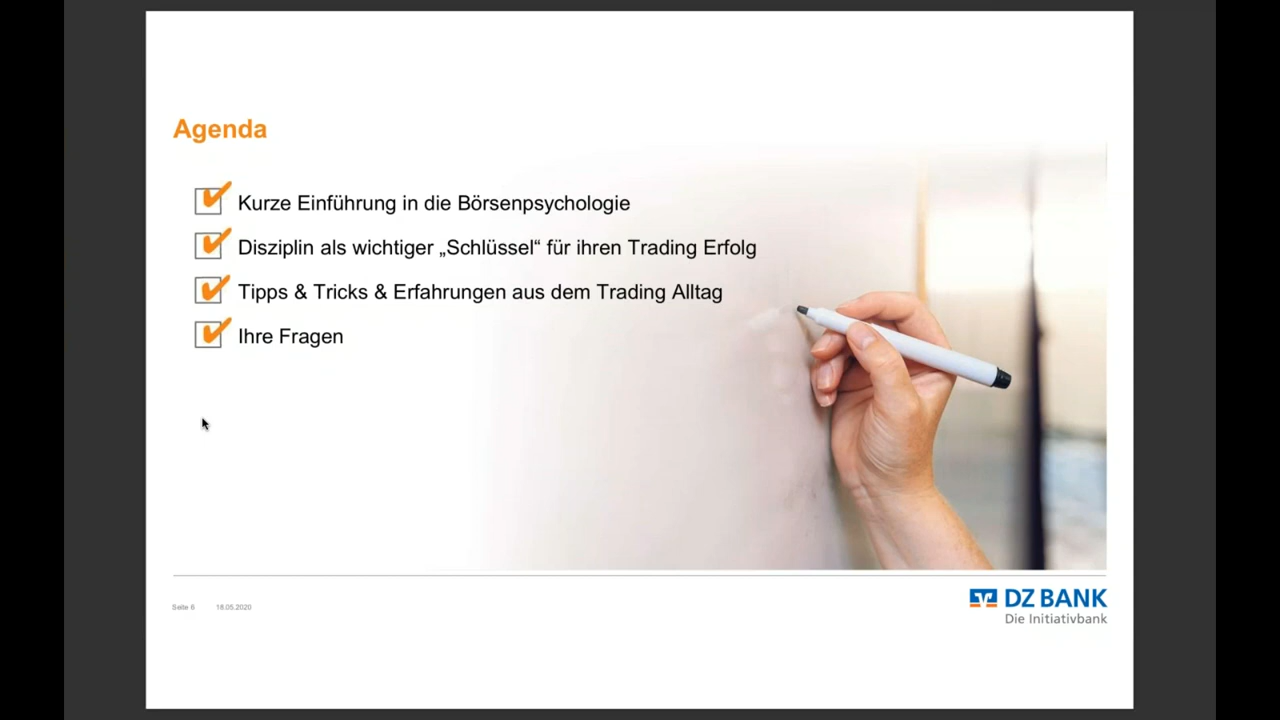 Agenda
Kurze Einführung in die Börsenpsychologie
Disziplin als wichtiger „Schlüssel“ für ihren Trading Erfolg
Tipps & Tricks & Erfahrungen aus dem Trading Alltag
Ihre Fragen
Seite 6 18.05.2020
DZ BANK
Die Initiativbank